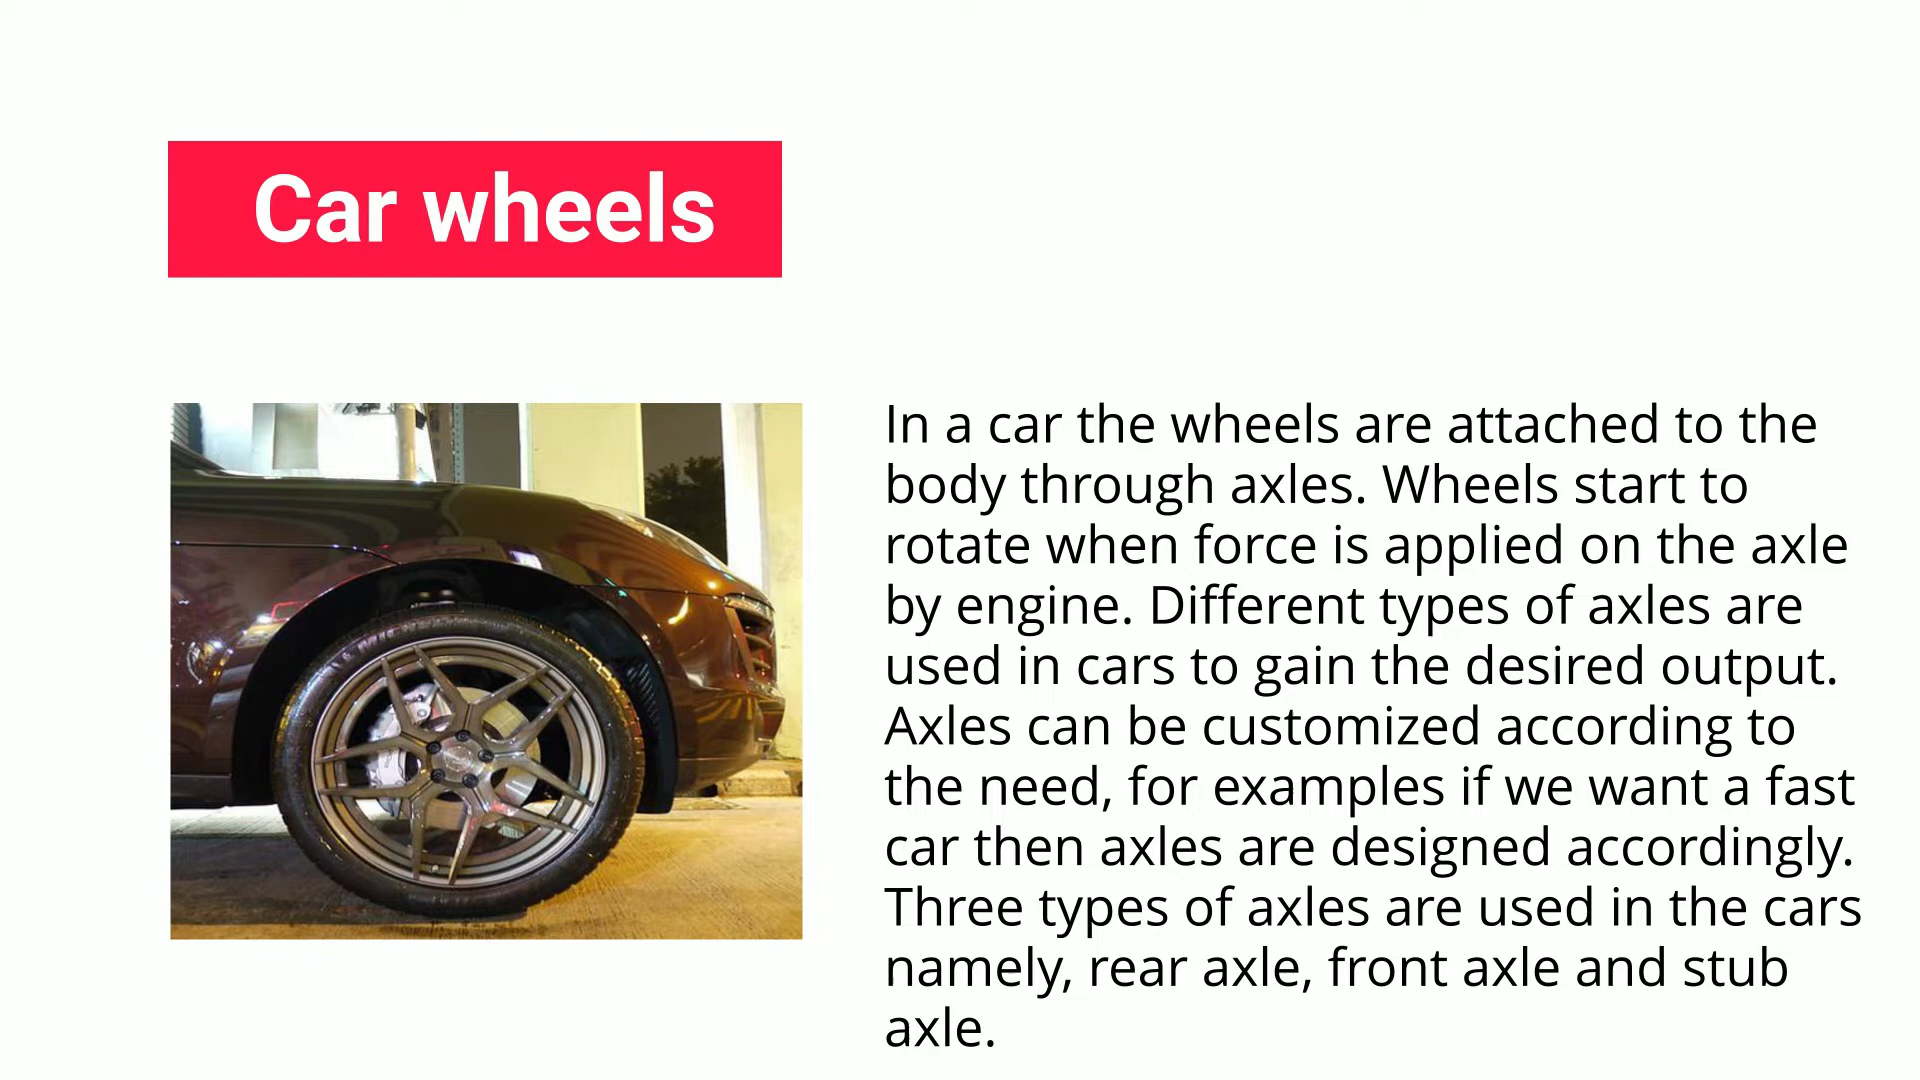 Car wheels
In a car the wheels are attached to the
body through axles. Wheels start to
rotate when force is applied on the axle
by engine. Different types of axles are
used in cars to gain the desired output.
Axles can be customized according to
the need, for examples if we want a fast
car then axles are designed accordingly.
Three types of axles are used in the cars
namely, rear axle, front axle and stub
axle.